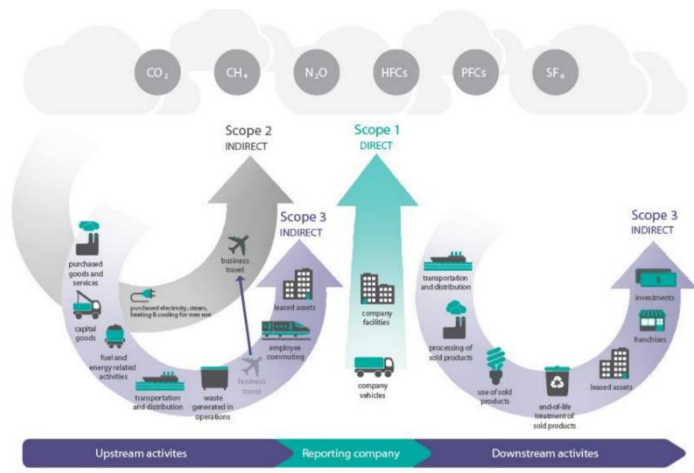 CO2
CH4
N2O
HFCs
PFCs
SF6
Scope 2
INDIRECT
Scope 1
DIRECT
Scope 3
INDIRECT
Scope 3
INDIRECT
purchased
goods and
services
capital
goods
fuel and
energy related
activities
transportation
and distribution
waste
generated in
operations
business
travel
employee
commuting
leased assets
purchased electricity, steam,
heating & cooling for own use
business
travel
company
facilities
company
vehicles
transportation
and distribution
processing of
sold products
use of sold
products
end-of-life
treatment of
sold products
leased assets
franchises
investments
$
Upstream activites
Reporting company
Downstream activites